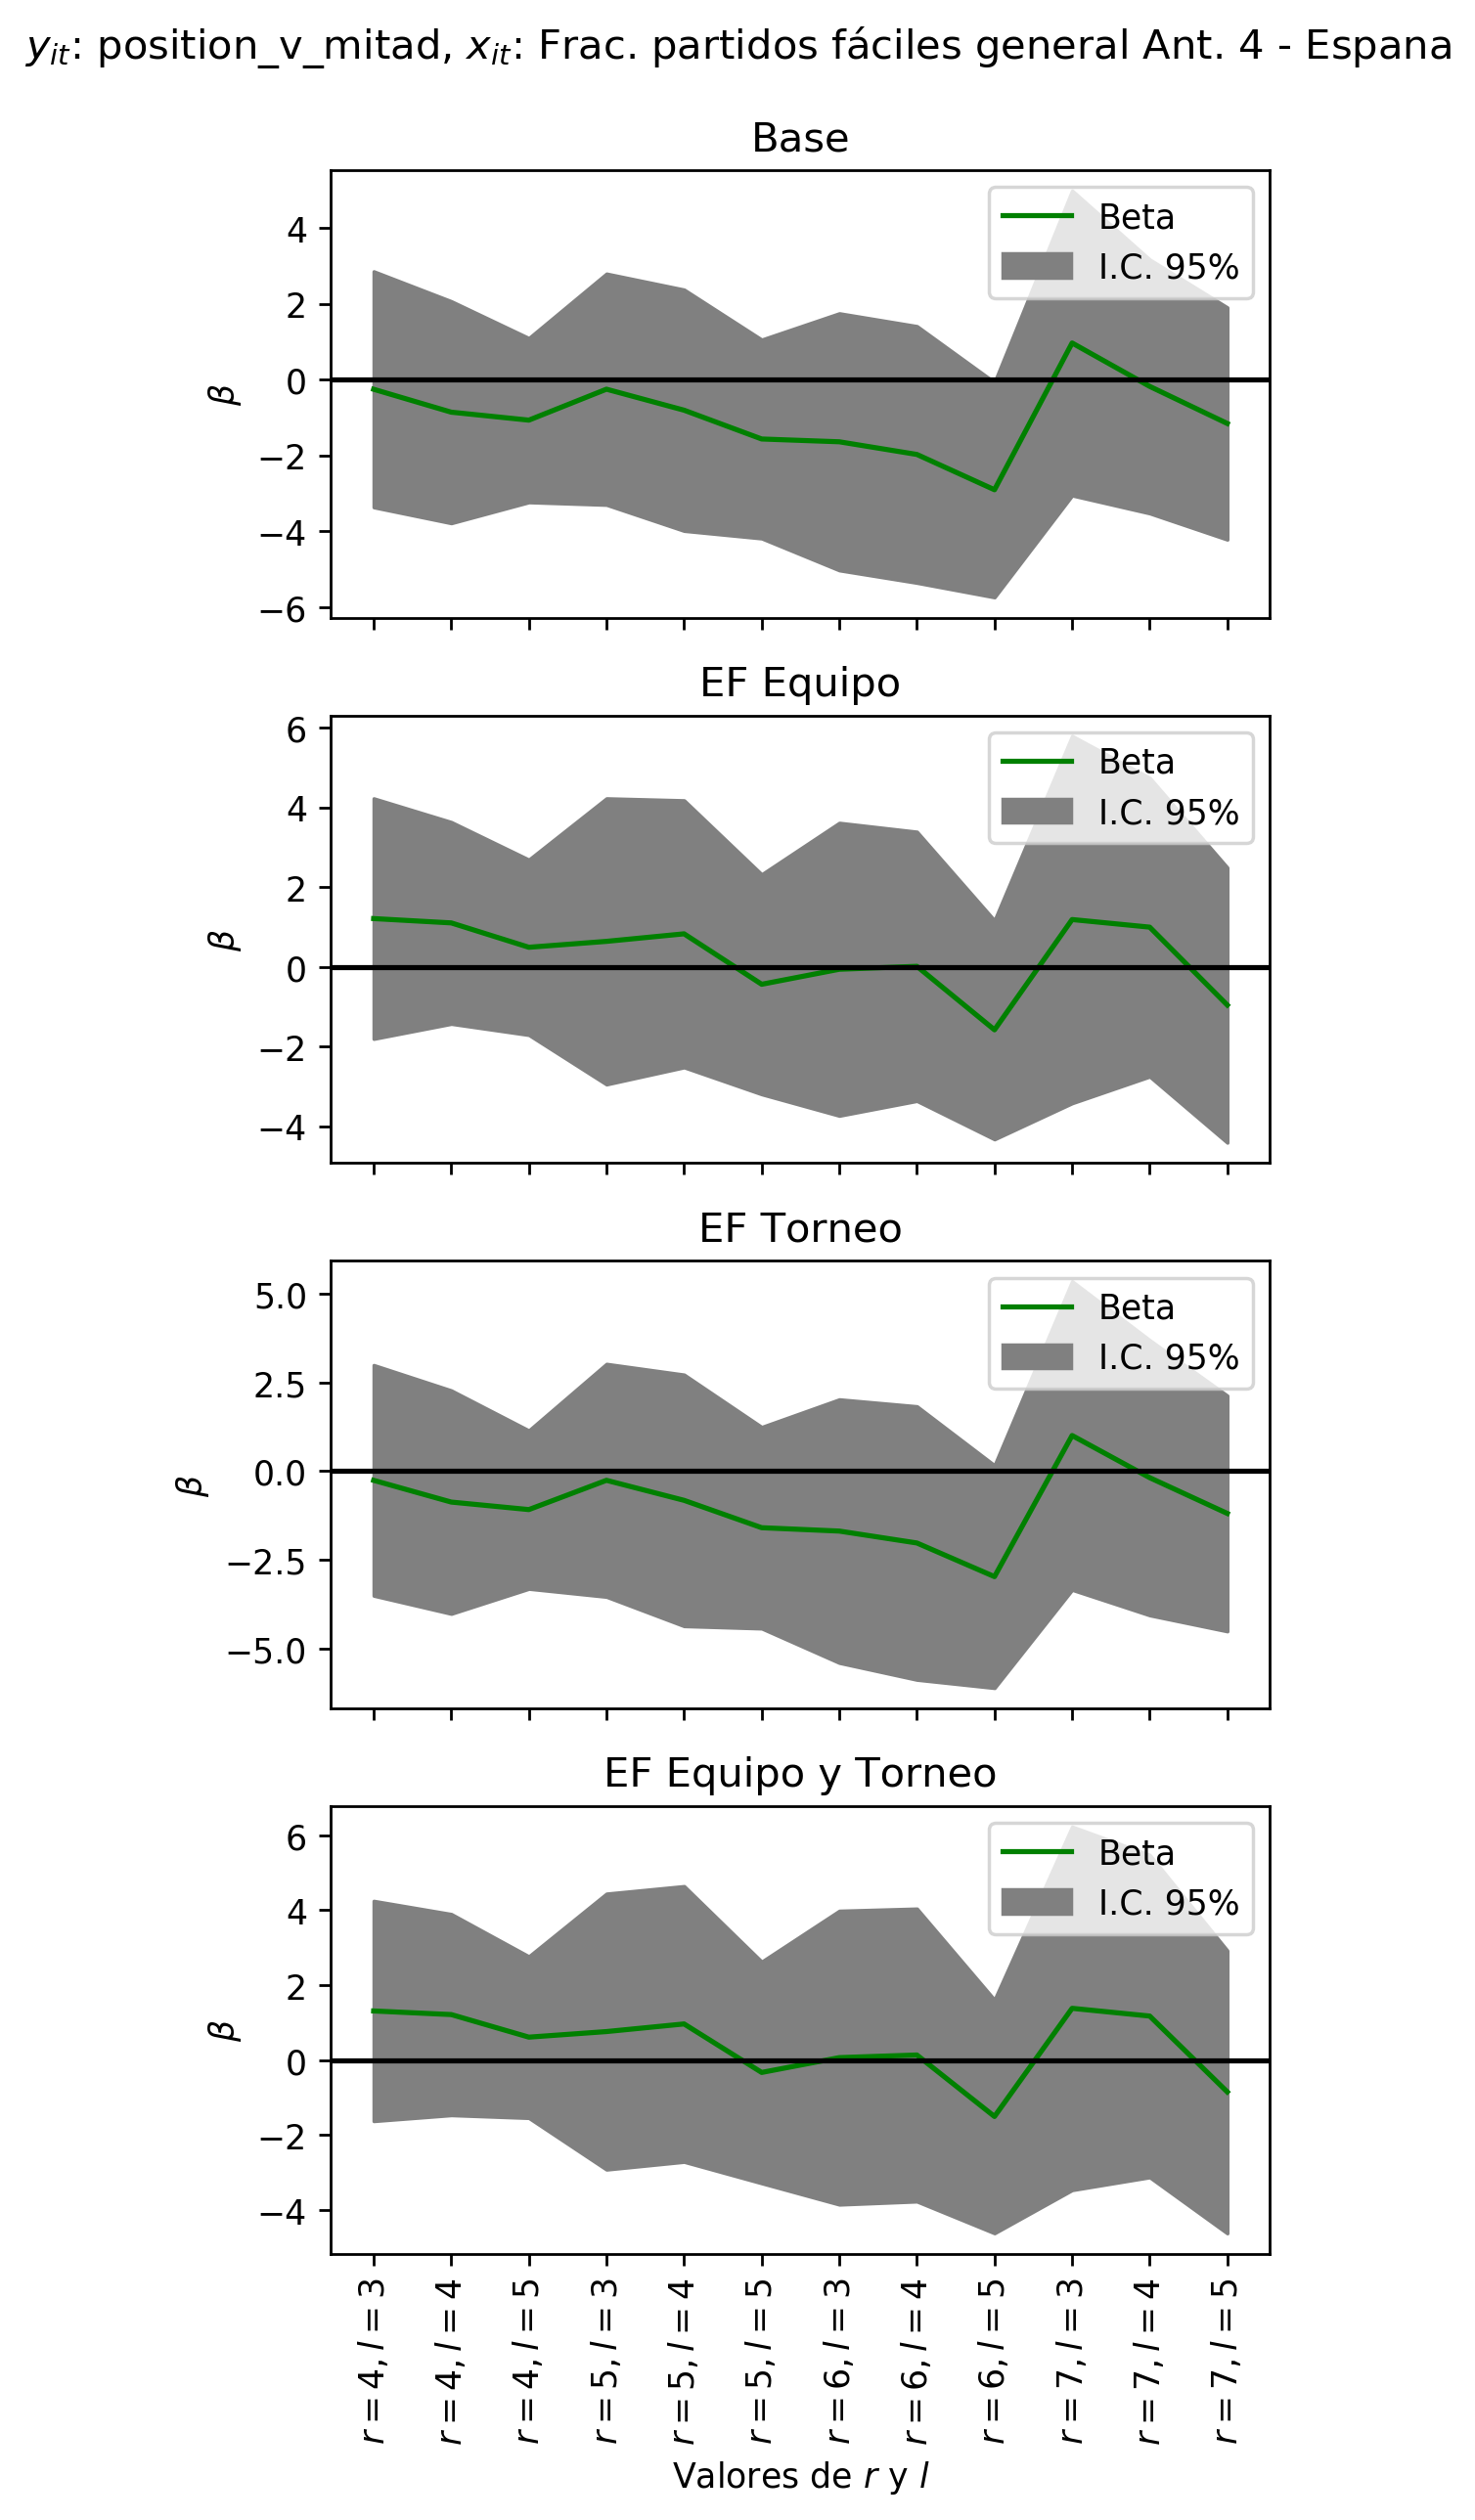 y_it: position_v_mitad, x_it: Frac. partidos fáciles general Ant. 4 - Espana
Base
Beta
I.C. 95%
4
2
0
−2
−4
−6
β
EF Equipo
Beta
I.C. 95%
6
4
2
0
−2
−4
β
EF Torneo
Beta
I.C. 95%
5.0
2.5
0.0
−2.5
−5.0
β
EF Equipo y Torneo
Beta
I.C. 95%
6
4
2
0
−2
−4
β
r = 4, l = 3
r = 4, l = 4
r = 4, l = 5
r = 5, l = 3
r = 5, l = 4
r = 5, l = 5
r = 6, l = 3
r = 6, l = 4
r = 6, l = 5
r = 7, l = 3
r = 7, l = 4
r = 7, l = 5
Valores de r y l